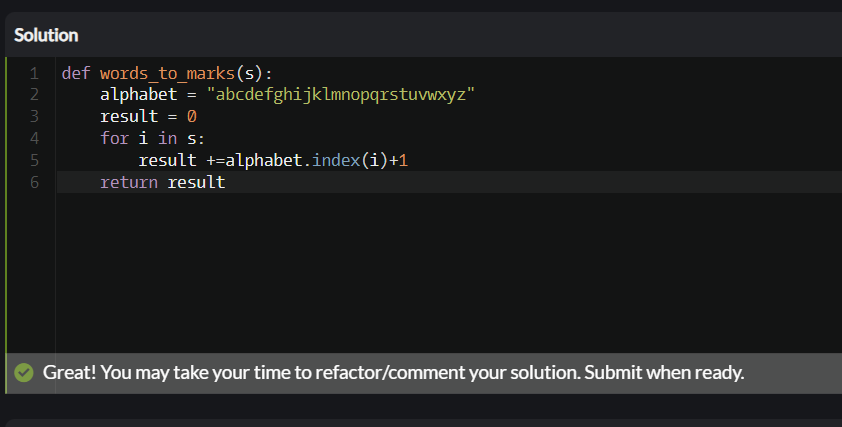 Solution
1 def words_to_marks(s):
2     alphabet = "abcdefghijklmnopqrstuvwxyz"
3     result = 0
4     for i in s:
5         result +=alphabet.index(i)+1
6     return result
Great! You may take your time to refactor/comment your solution. Submit when ready.